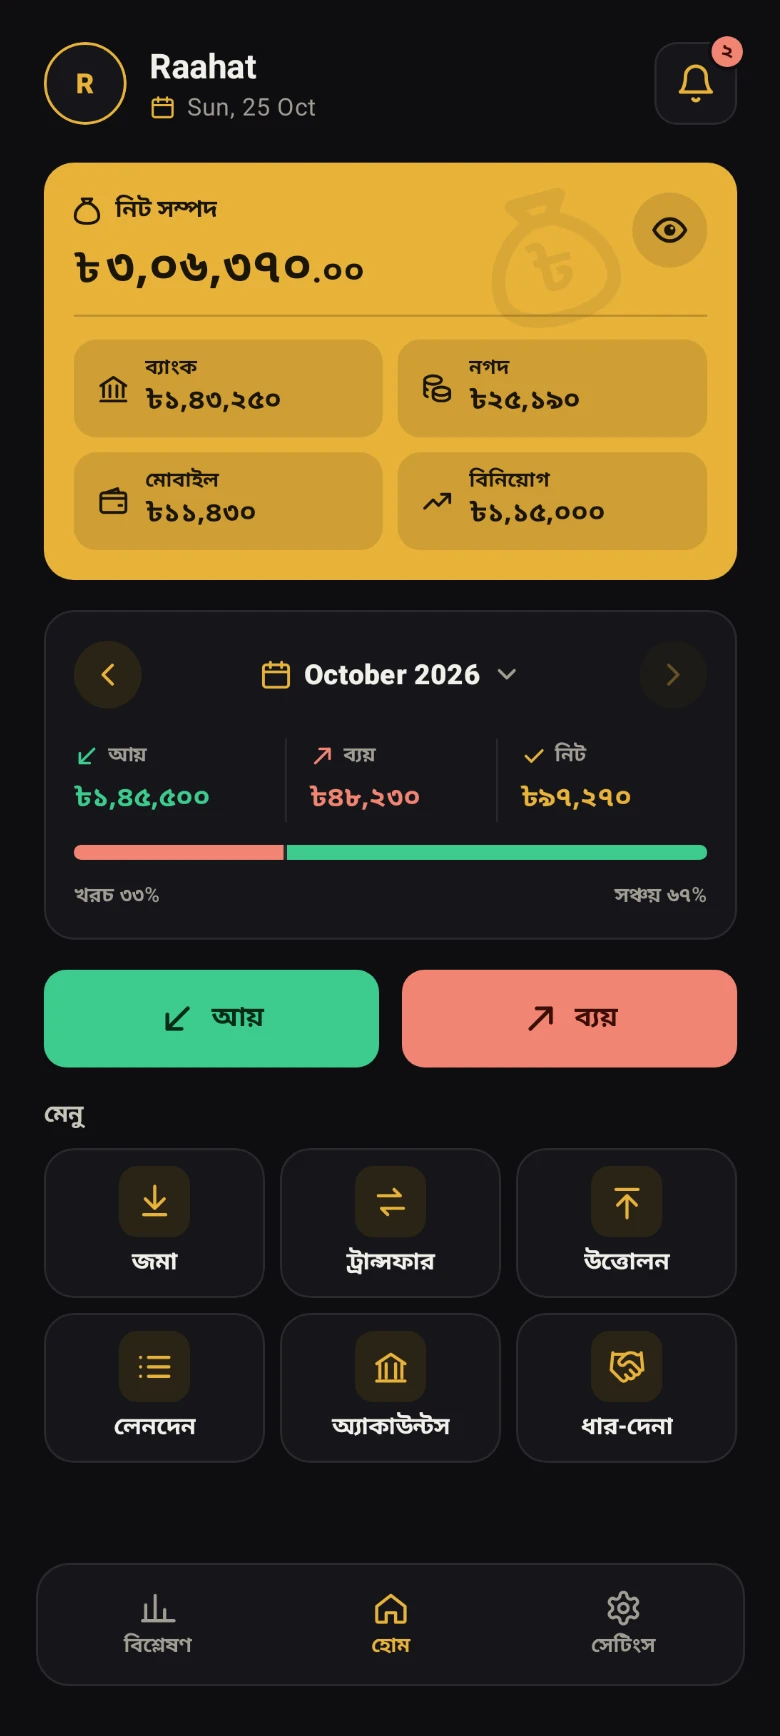 R
Raahat
Sun, 25 Oct
২
নিট সম্পদ
৳৩,০৬,৩৭০.০০
৳
ব্যাংক
৳১,৪৩,২৫০
নগদ
৳২৫,১৯০
মোবাইল
৳১১,৪৩০
বিনিয়োগ
৳১,১৫,০০০
October 2026
আয়
৳১,৪৫,৫০০
ব্যয়
৳৪৮,২৩০
নিট
৳৯৭,২৭০
খরচ ৩৩%
সঞ্চয় ৬৭%
আয়
ব্যয়
মেনু
জমা
ট্রান্সফার
উত্তোলন
লেনদেন
অ্যাকাউন্টস
ধার-দেনা
বিশ্লেষণ
হোম
সেটিংস